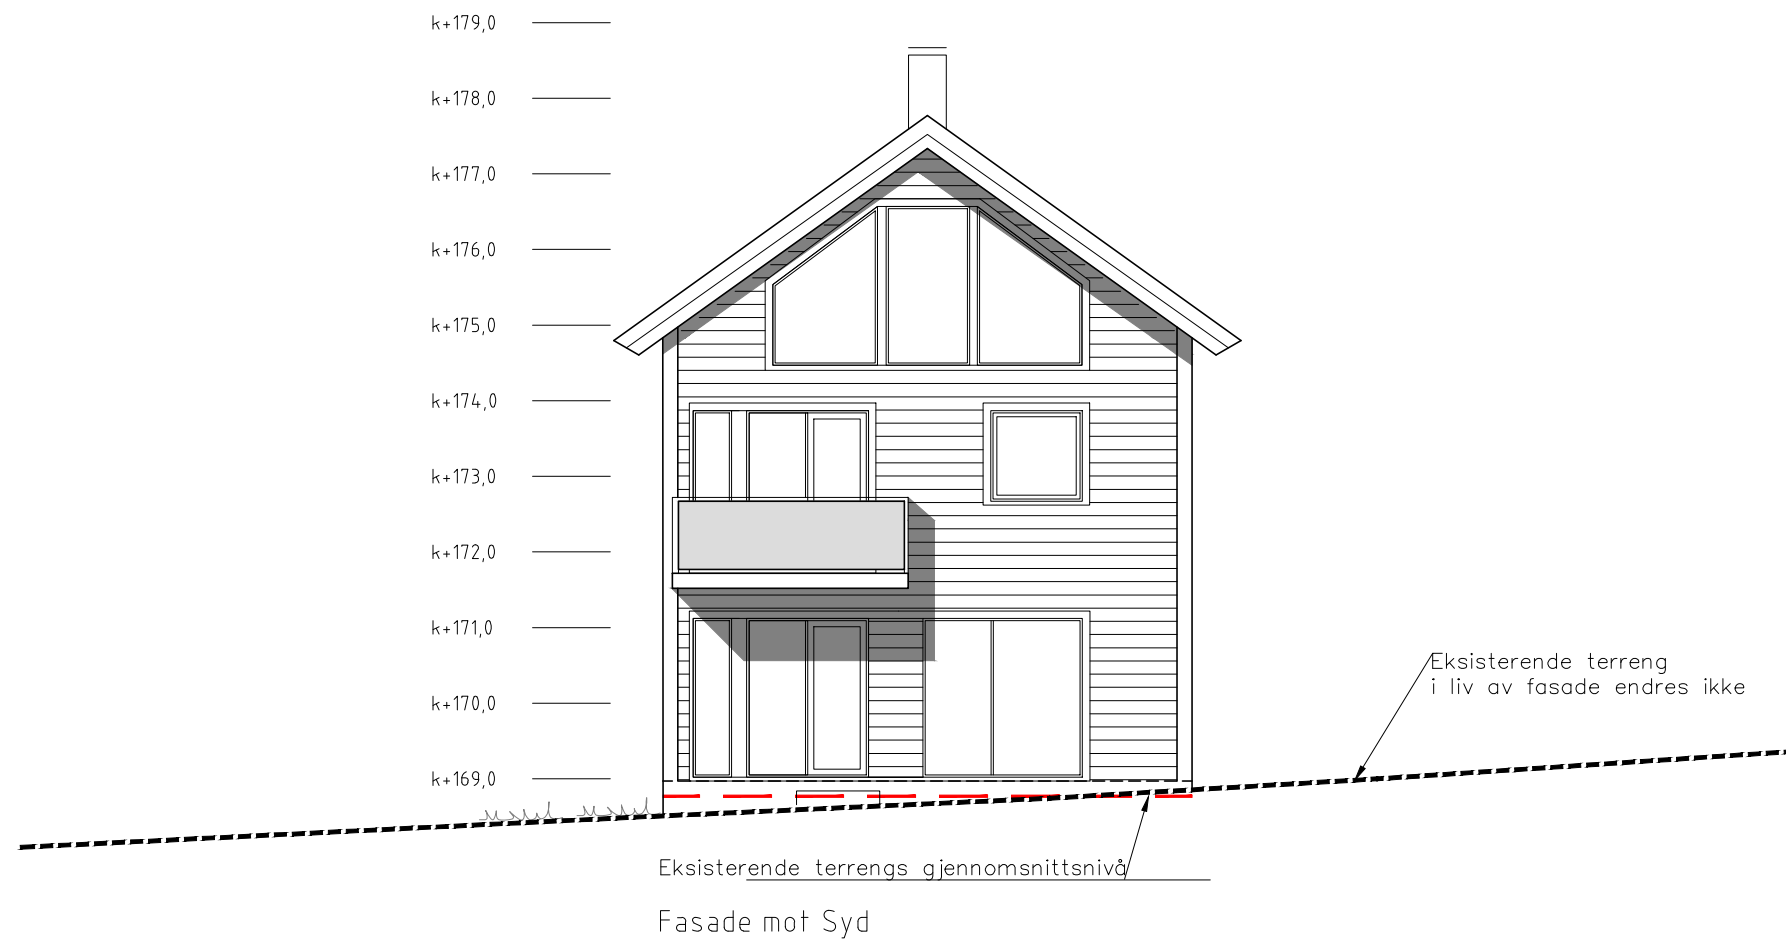 k+179,0
k+178,0
k+177,0
k+176,0
k+175,0
k+174,0
k+173,0
k+172,0
k+171,0
k+170,0
k+169,0
Eksisterende terreng
i liv av fasade endres ikke
Eksisterende terrengs gjennomsnittsnivå
Fasade mot Syd